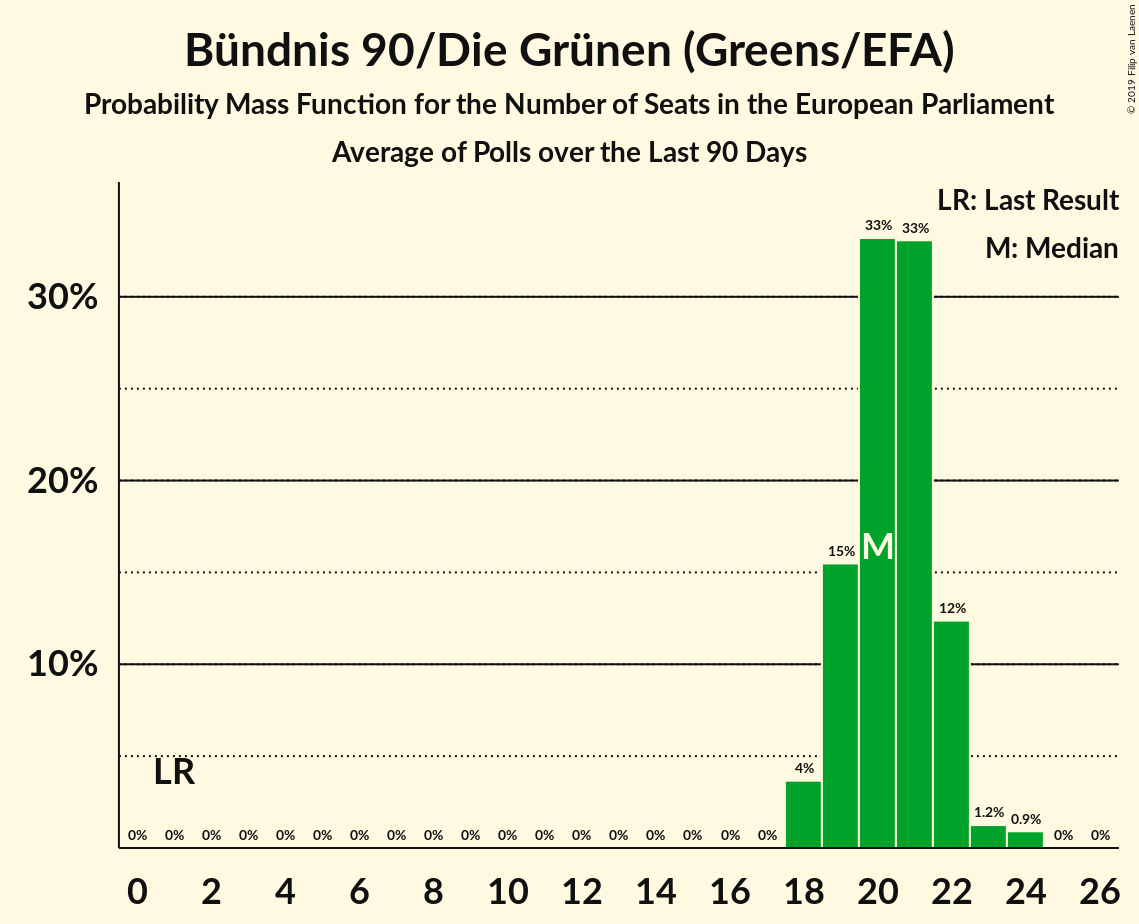 Bündnis 90/Die Grünen (Greens/EFA)
Probability Mass Function for the Number of Seats in the European Parliament
Average of Polls over the Last 90 Days
© 2019 Filip van Laenen
LR: Last Result
M: Median
33% 33%
30%
20%
15% M
12%
10%
LR
4%
1.2% 0.9%
0% 0% 0% 0% 0% 0% 0% 0% 0% 0% 0% 0% 0% 0% 0% 0% 0% 0% 0% 0%
0 2 4 6 8 10 12 14 16 18 20 22 24 26